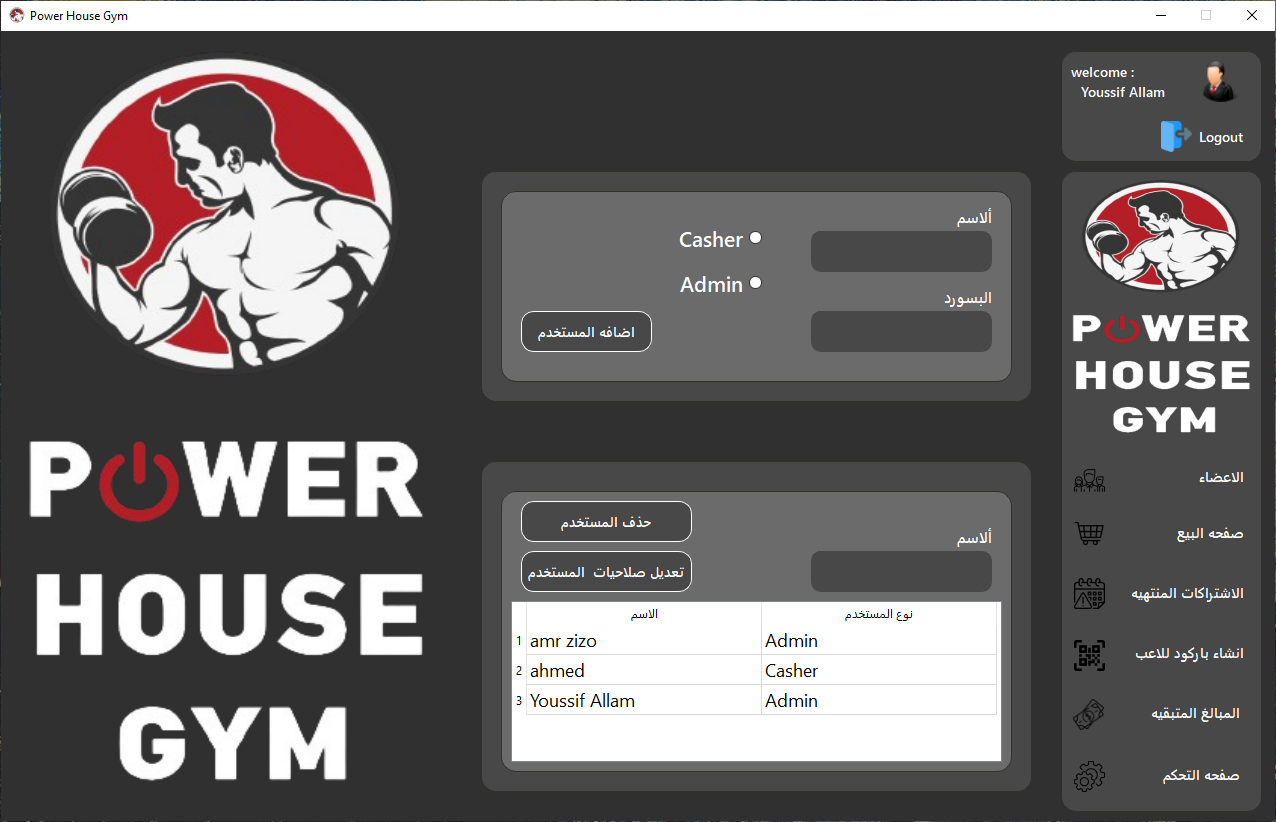 Power House Gym
welcome :
Youssif Allam
Logout
POWER
HOUSE
GYM
ألاسم
Casher
Admin
البسورد
اضافه المستخدم
حذف المستخدم
ألاسم
تعديل صلاحيات المستخدم
الاسم نوع المستخدم
1 amr zizo Admin
2 ahmed Casher
3 Youssif Allam Admin
POWER
HOUSE
GYM
الاعضاء
صفحه البيع
الاشتراكات المنتهيه
انشاء باركود للاعب
المبالغ المتبقيه
صفحه التحكم